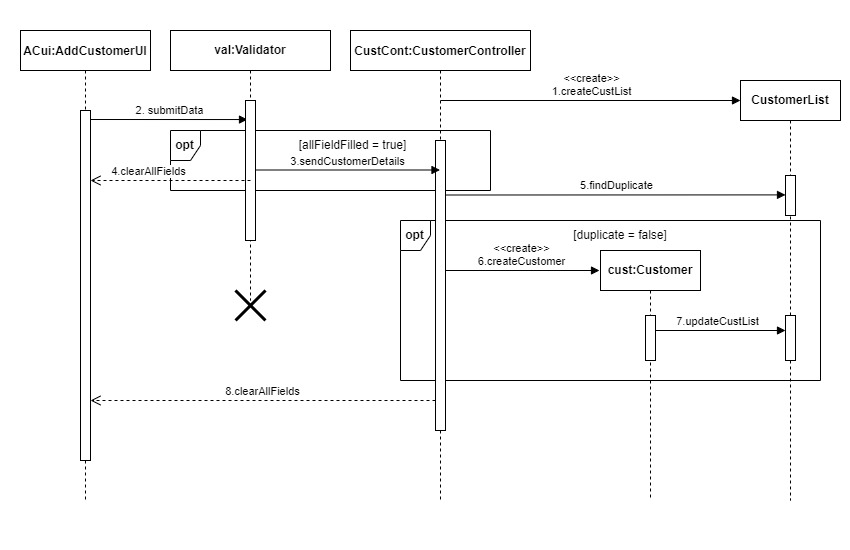 ACui:AddCustomerUI
val:Validator
CustCont:CustomerController
<<create>>
1.createCustList
CustomerList
2. submitData
opt
[allFieldFilled = true]
3.sendCustomerDetails
4.clearAllFields
5.findDuplicate
opt
[duplicate = false]
<<create>>
6.createCustomer
cust:Customer
7.updateCustList
8.clearAllFields